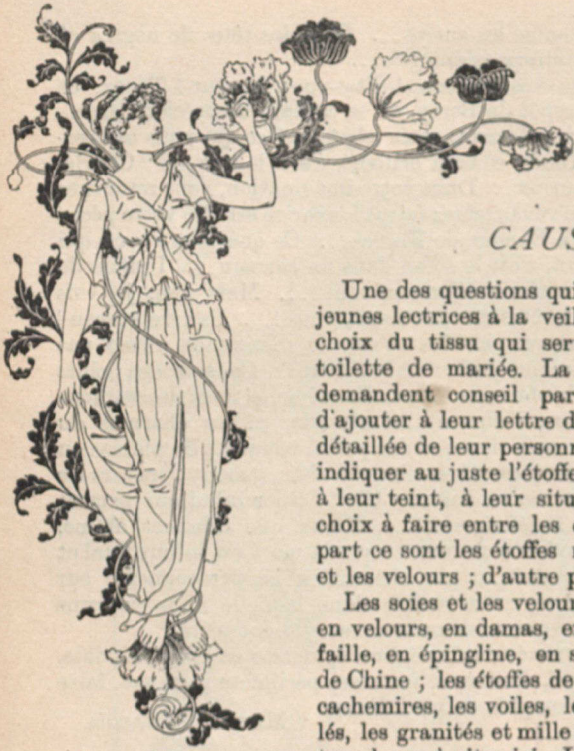 CAUS
Une des questions qui
jeunes lectrices à la veil
choix du tissu qui ser
toilette de mariée. La
demandent conseil par
d'ajouter à leur lettre d
détaillée de leur personn
indiquer au juste l'étoffe
à leur teint, à leur situ
choix à faire entre les
part ce sont les étoffes
et les velours ; d'autre p
Les soies et les velour
en velours, en damas, en
faille, en épingline, en s
de Chine ; les étoffes de
cachemires, les voiles, le
lés, les granités et mille